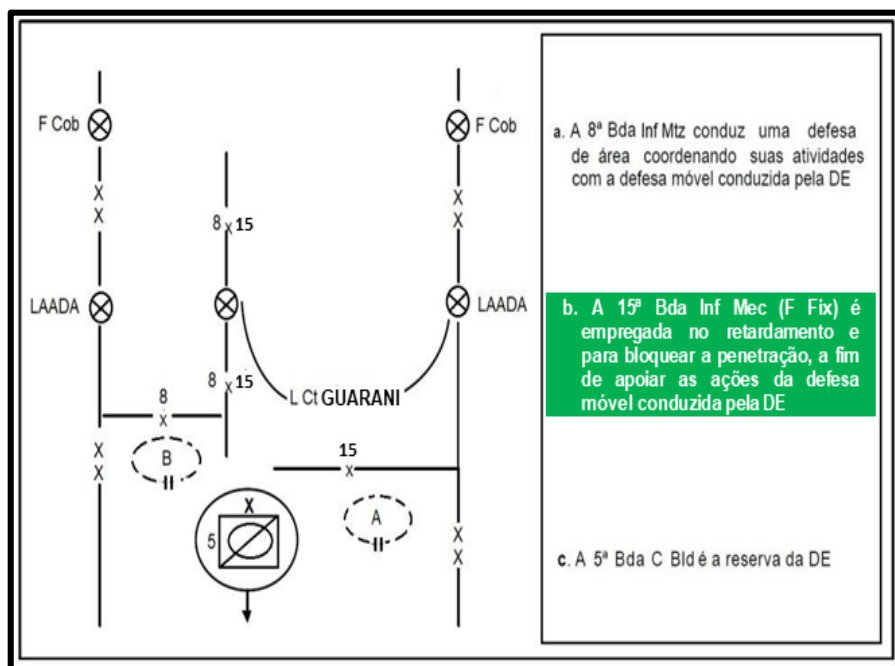 F Cob
F Cob
X
X
X
X
8 x 15
LAADA
LAADA
8 x 15
L Ct GUARANI
8
x
15
x
B
II
X
X
X
5
A
II
X
X
a. A 8ª Bda Inf Mtz conduz uma defesa
de área coordenando suas atividades
com a defesa móvel conduzida pela DE
b. A 15ª Bda Inf Mec (F Fix) é
empregada no retardamento e
para bloquear a penetração, a fim
de apoiar as ações da defesa
móvel conduzida pela DE
c. A 5ª Bda C Bld é a reserva da DE